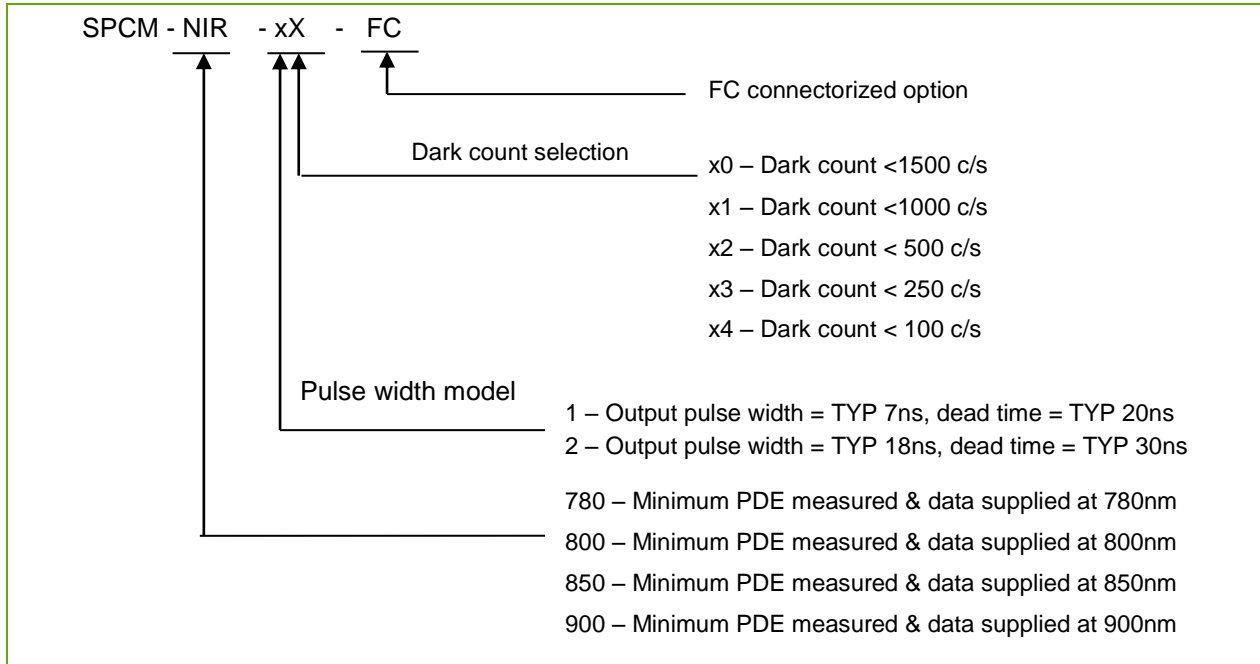 SPCM - NIR - xX - FC
FC connectorized option
Dark count selection
x0 – Dark count <1500 c/s
x1 – Dark count <1000 c/s
x2 – Dark count < 500 c/s
x3 – Dark count < 250 c/s
x4 – Dark count < 100 c/s
Pulse width model
1 – Output pulse width = TYP 7ns, dead time = TYP 20ns
2 – Output pulse width = TYP 18ns, dead time = TYP 30ns
780 – Minimum PDE measured & data supplied at 780nm
800 – Minimum PDE measured & data supplied at 800nm
850 – Minimum PDE measured & data supplied at 850nm
900 – Minimum PDE measured & data supplied at 900nm